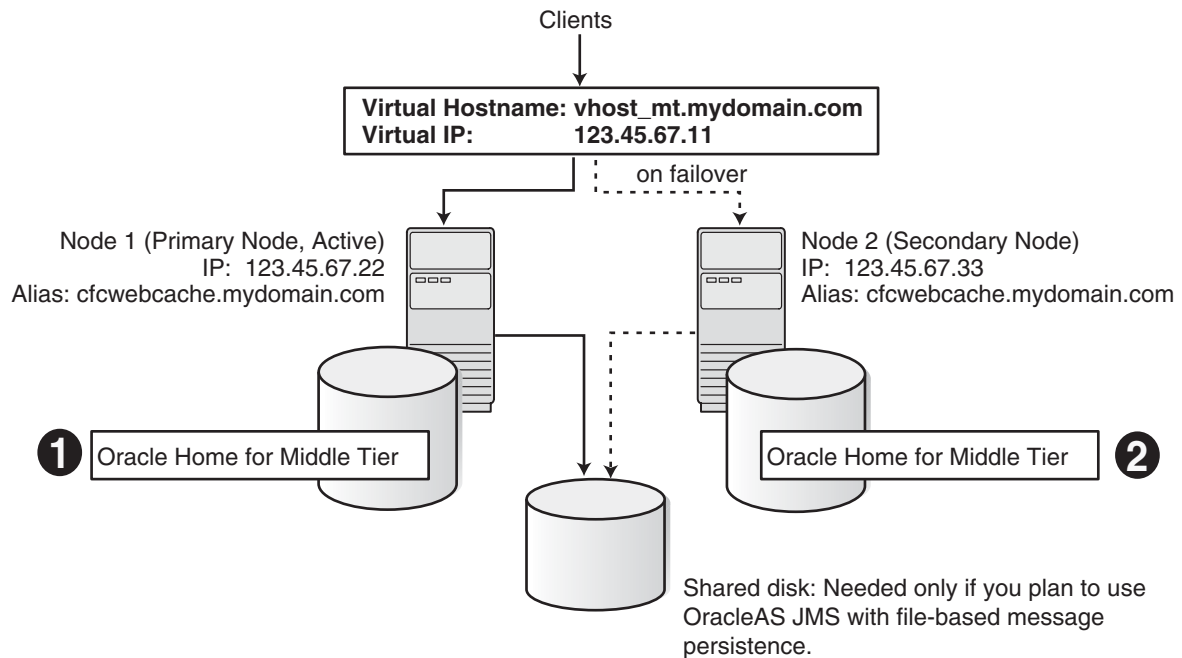 Clients
Virtual Hostname: vhost_mt.mydomain.com
Virtual IP: 123.45.67.11
on failover
Node 1 (Primary Node, Active)
IP: 123.45.67.22
Alias: cfcwebcache.mydomain.com
Node 2 (Secondary Node)
IP: 123.45.67.33
Alias: cfcwebcache.mydomain.com
1 Oracle Home for Middle Tier
Oracle Home for Middle Tier 2
Shared disk: Needed only if you plan to use
OracleAS JMS with file-based message
persistence.